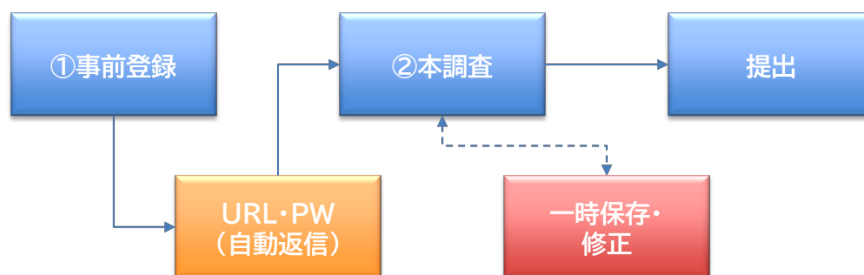 ①事前登録
②本調査
提出
URL・PW
（自動返信）
一時保存・
修正